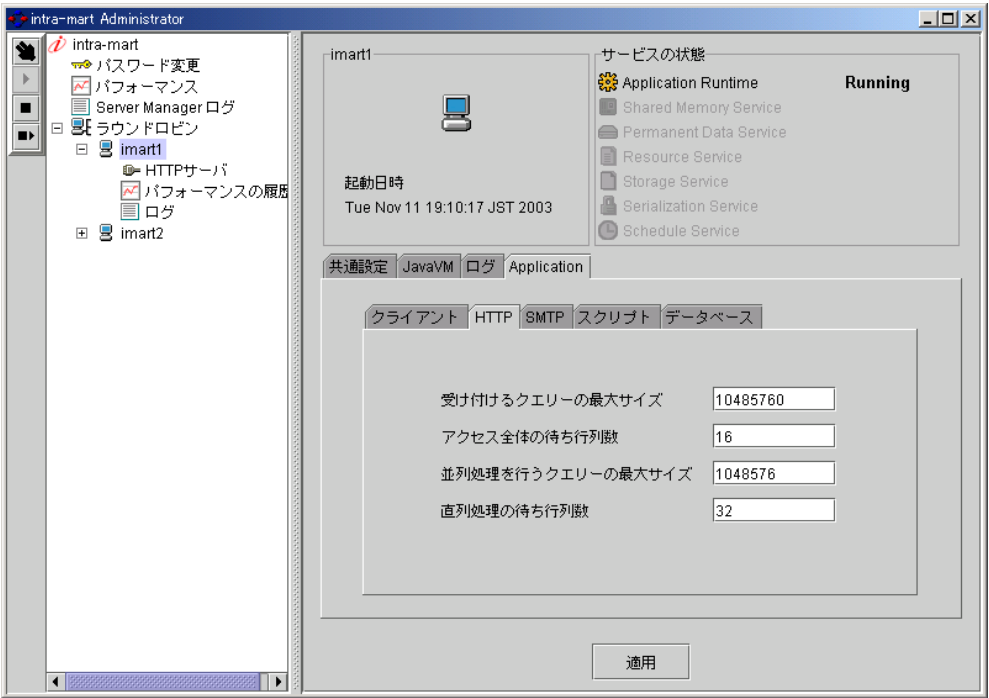 intra-mart Administrator
intra-mart
パスワード変更
パフォーマンス
Server Manager ログ
ラウンドロビン
imart1
HTTPサーバ
パフォーマンスの履歴
ログ
imart2
imart1
起動日時
Tue Nov 11 19:10:17 JST 2003
サービスの状態
Application Runtime Running
Shared Memory Service
Permanent Data Service
Resource Service
Storage Service
Serialization Service
Schedule Service
共通設定 JavaVM ログ Application
クライアント HTTP SMTP スクリプト データベース
受け付けるクエリーの最大サイズ 10485760
アクセス全体の待ち行列数 16
並列処理を行うクエリーの最大サイズ 1048576
直列処理の待ち行列数 32
適用